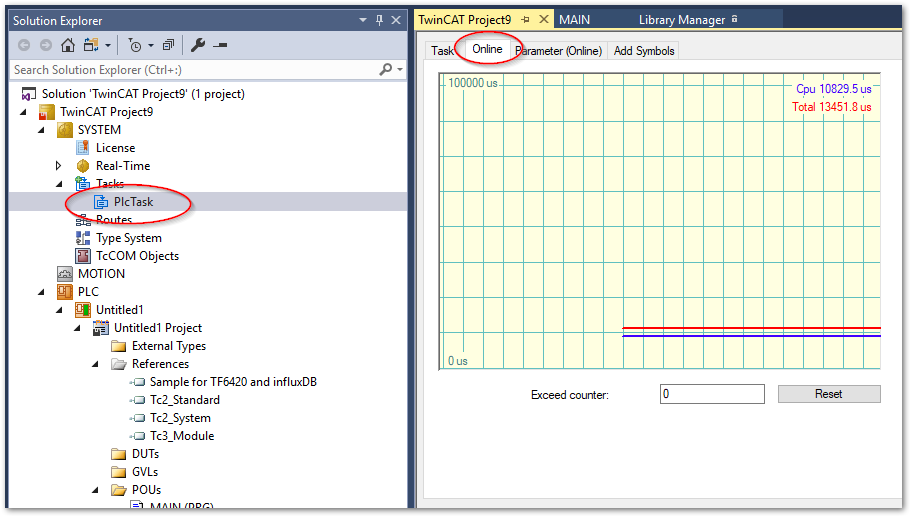 Solution Explorer
Search Solution Explorer (Ctrl+:)
Solution 'TwinCAT Project9' (1 project)
TwinCAT Project9
SYSTEM
License
Real-Time
Tasks
PlcTask
Routes
Type System
TcCOM Objects
MOTION
PLC
Untitled1
Untitled1 Project
External Types
References
Sample for TF6420 and influxDB
Tc2_Standard
Tc2_System
Tc3_Module
DUTs
GVLs
POUs
MAIN (PRG)
TwinCAT Project9 MAIN Library Manager
Task Online Parameter (Online) Add Symbols
100000 us
Cpu 10829.5 us
Total 13451.8 us
0 us
Exceed counter: 0 Reset